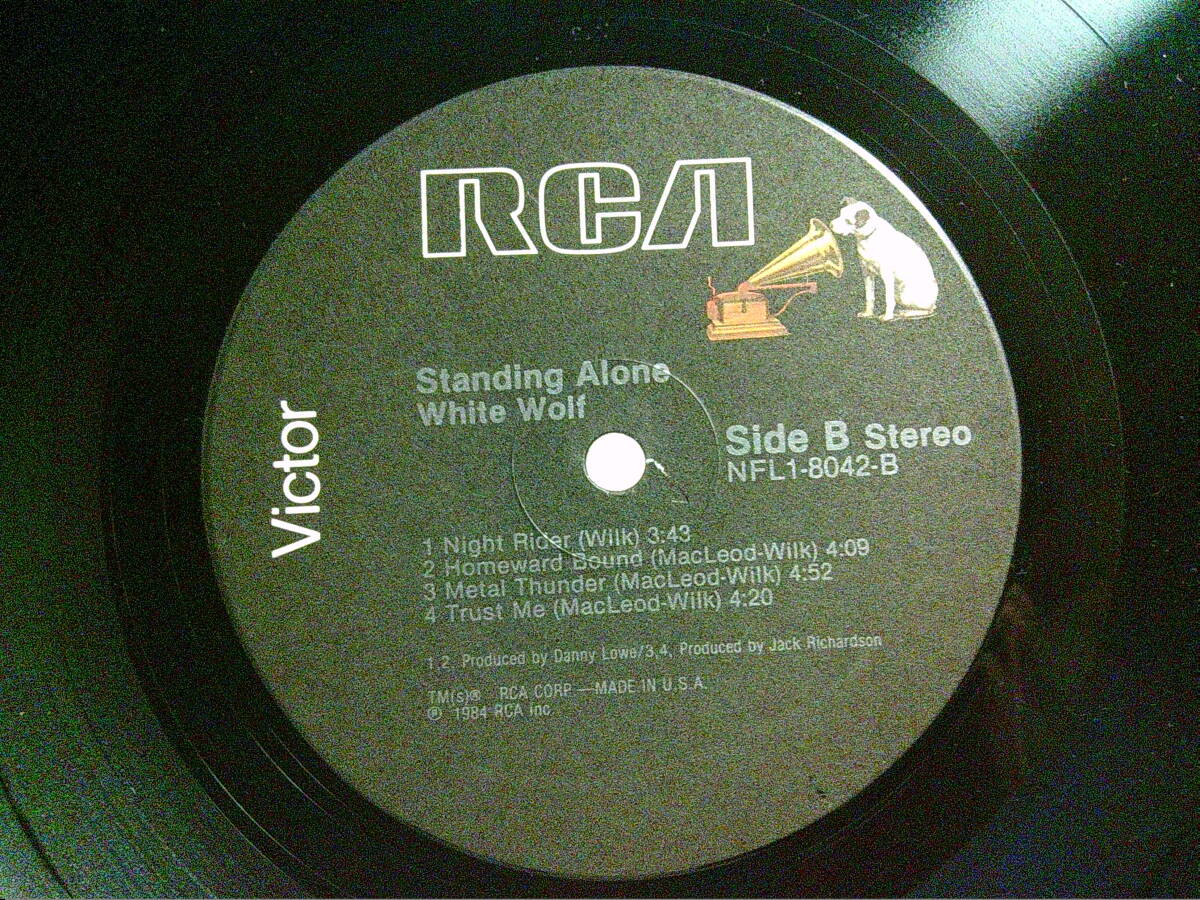 RCA
Victor
Standing Alone
White Wolf
Side B Stereo
NFL1-8042-B
1 Night Rider (Wilk) 3:43
2 Homeward Bound (MacLeod-Wilk) 4:09
3 Metal Thunder (MacLeod-Wilk) 4:52
4 Trust Me (MacLeod-Wilk) 4:20
1,2, Produced by Danny Lowe/3,4, Produced by Jack Richardson
TM(s)® RCA CORP —MADE IN U.S.A.
℗ 1984 RCA Inc